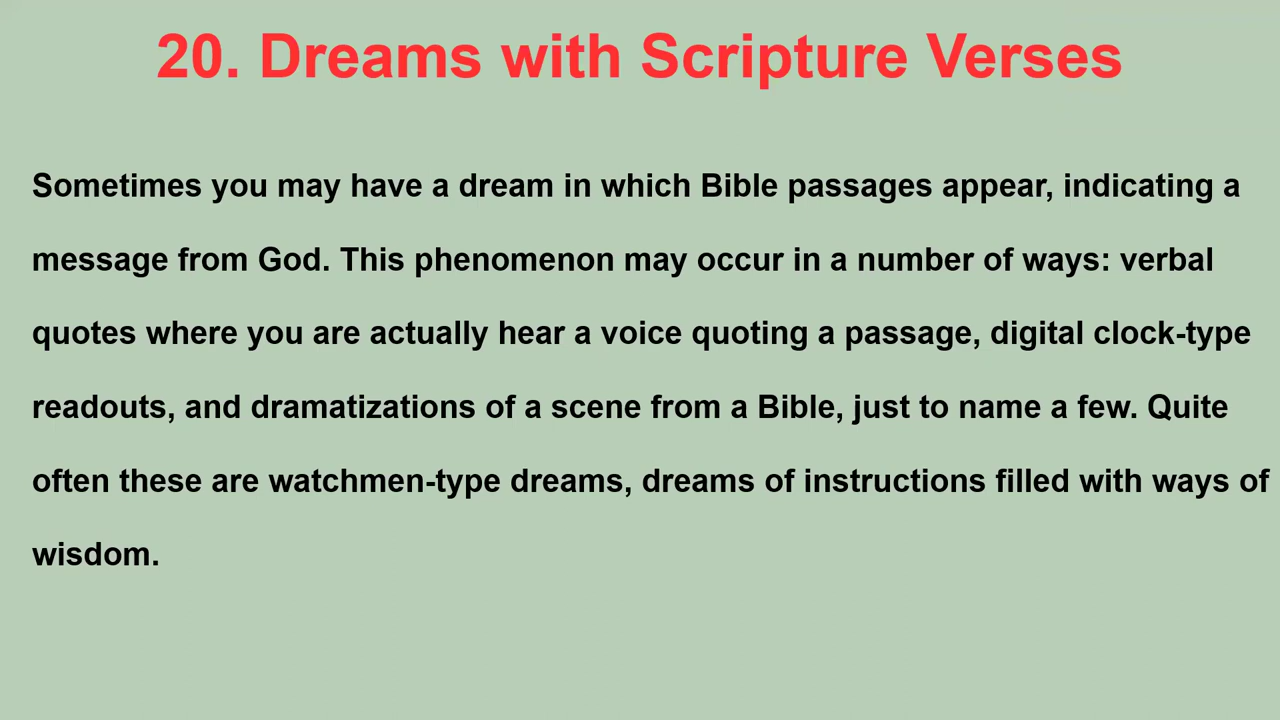 20. Dreams with Scripture Verses
Sometimes you may have a dream in which Bible passages appear, indicating a
message from God. This phenomenon may occur in a number of ways: verbal
quotes where you are actually hear a voice quoting a passage, digital clock-type
readouts, and dramatizations of a scene from a Bible, just to name a few. Quite
often these are watchmen-type dreams, dreams of instructions filled with ways of
wisdom.